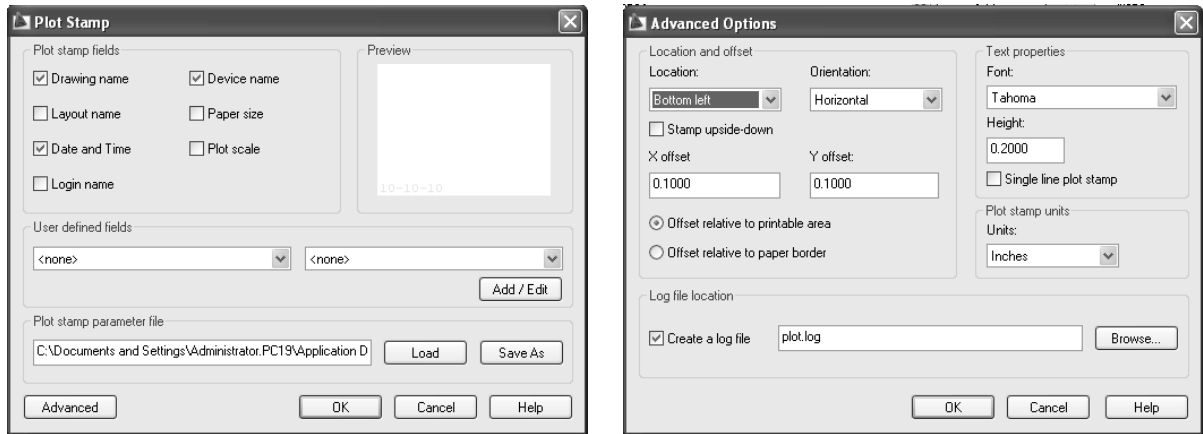 Plot Stamp
Plot stamp fields
Drawing name
Device name
Layout name
Paper size
Date and Time
Plot scale
Login name
Preview
10-10-10
User defined fields
<none>
<none>
Add / Edit
Plot stamp parameter file
C:\Documents and Settings\Administrator.PC19\Application D
Load
Save As
Advanced
OK
Cancel
Help
Advanced Options
Location and offset
Location:
Orientation:
Bottom left
Horizontal
Stamp upside-down
X offset
Y offset:
0.1000
0.1000
Offset relative to printable area
Offset relative to paper border
Text properties
Font:
Tahoma
Height:
0.2000
Single line plot stamp
Plot stamp units
Units:
Inches
Log file location
Create a log file
plot.log
Browse...
OK
Cancel
Help